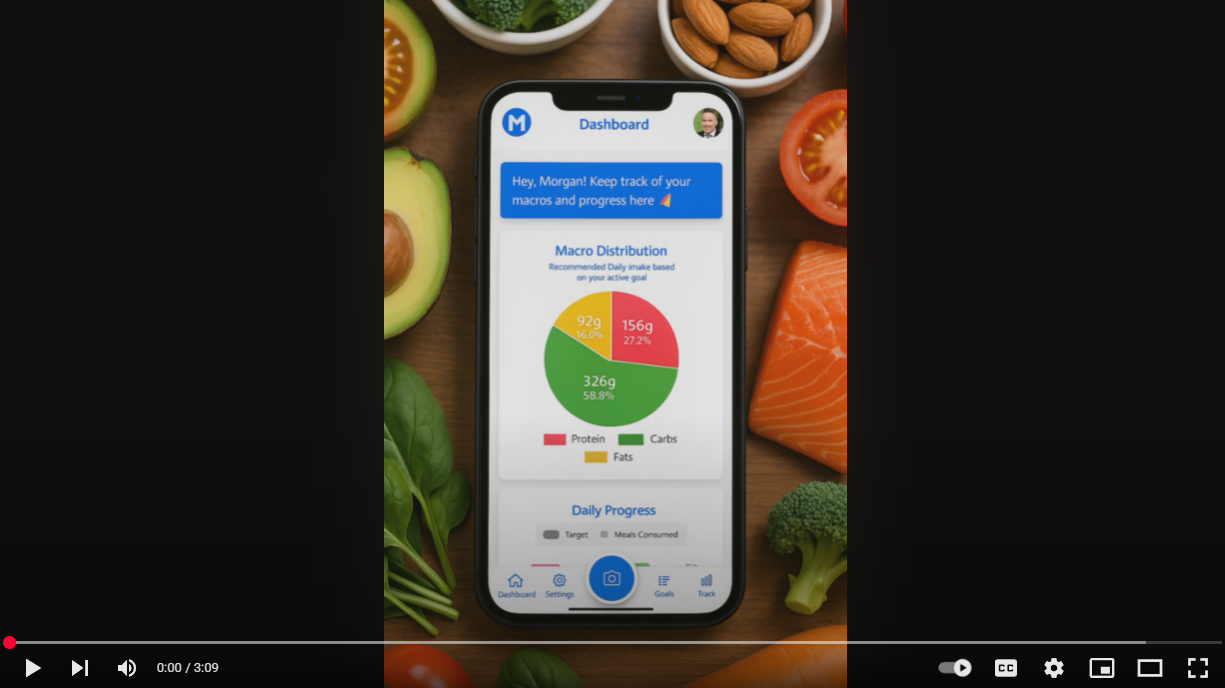 M
Dashboard
Hey, Morgan! Keep track of your
macros and progress here
Macro Distribution
Recommended Daily imake based
on your active goal
92g
16.0%
156g
27.2%
326g
58.8%
Protein
Carbs
Fats
Daily Progress
Target
Meals Consumed
Dashboard
Settings
Goals
Track
0:00 / 3:09
CC